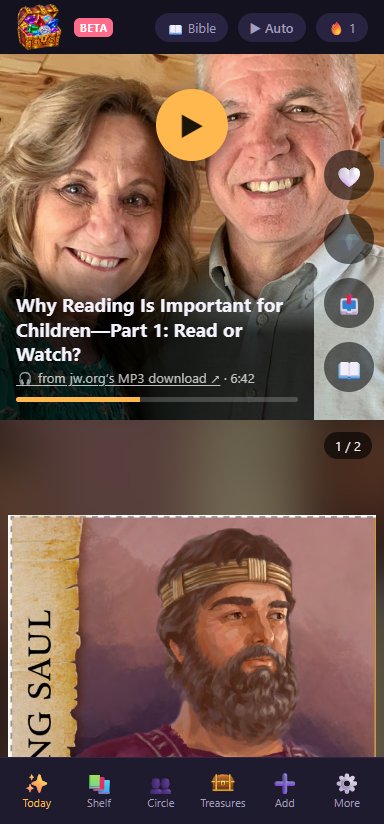 BETA
📖 Bible
▶ Auto
🔥 1
Why Reading Is Important for
Children—Part 1: Read or
Watch?
🎧 from jw.org's MP3 download ↗ · 6:42
1 / 2
NG SAUL
Today
Shelf
Circle
Treasures
Add
More